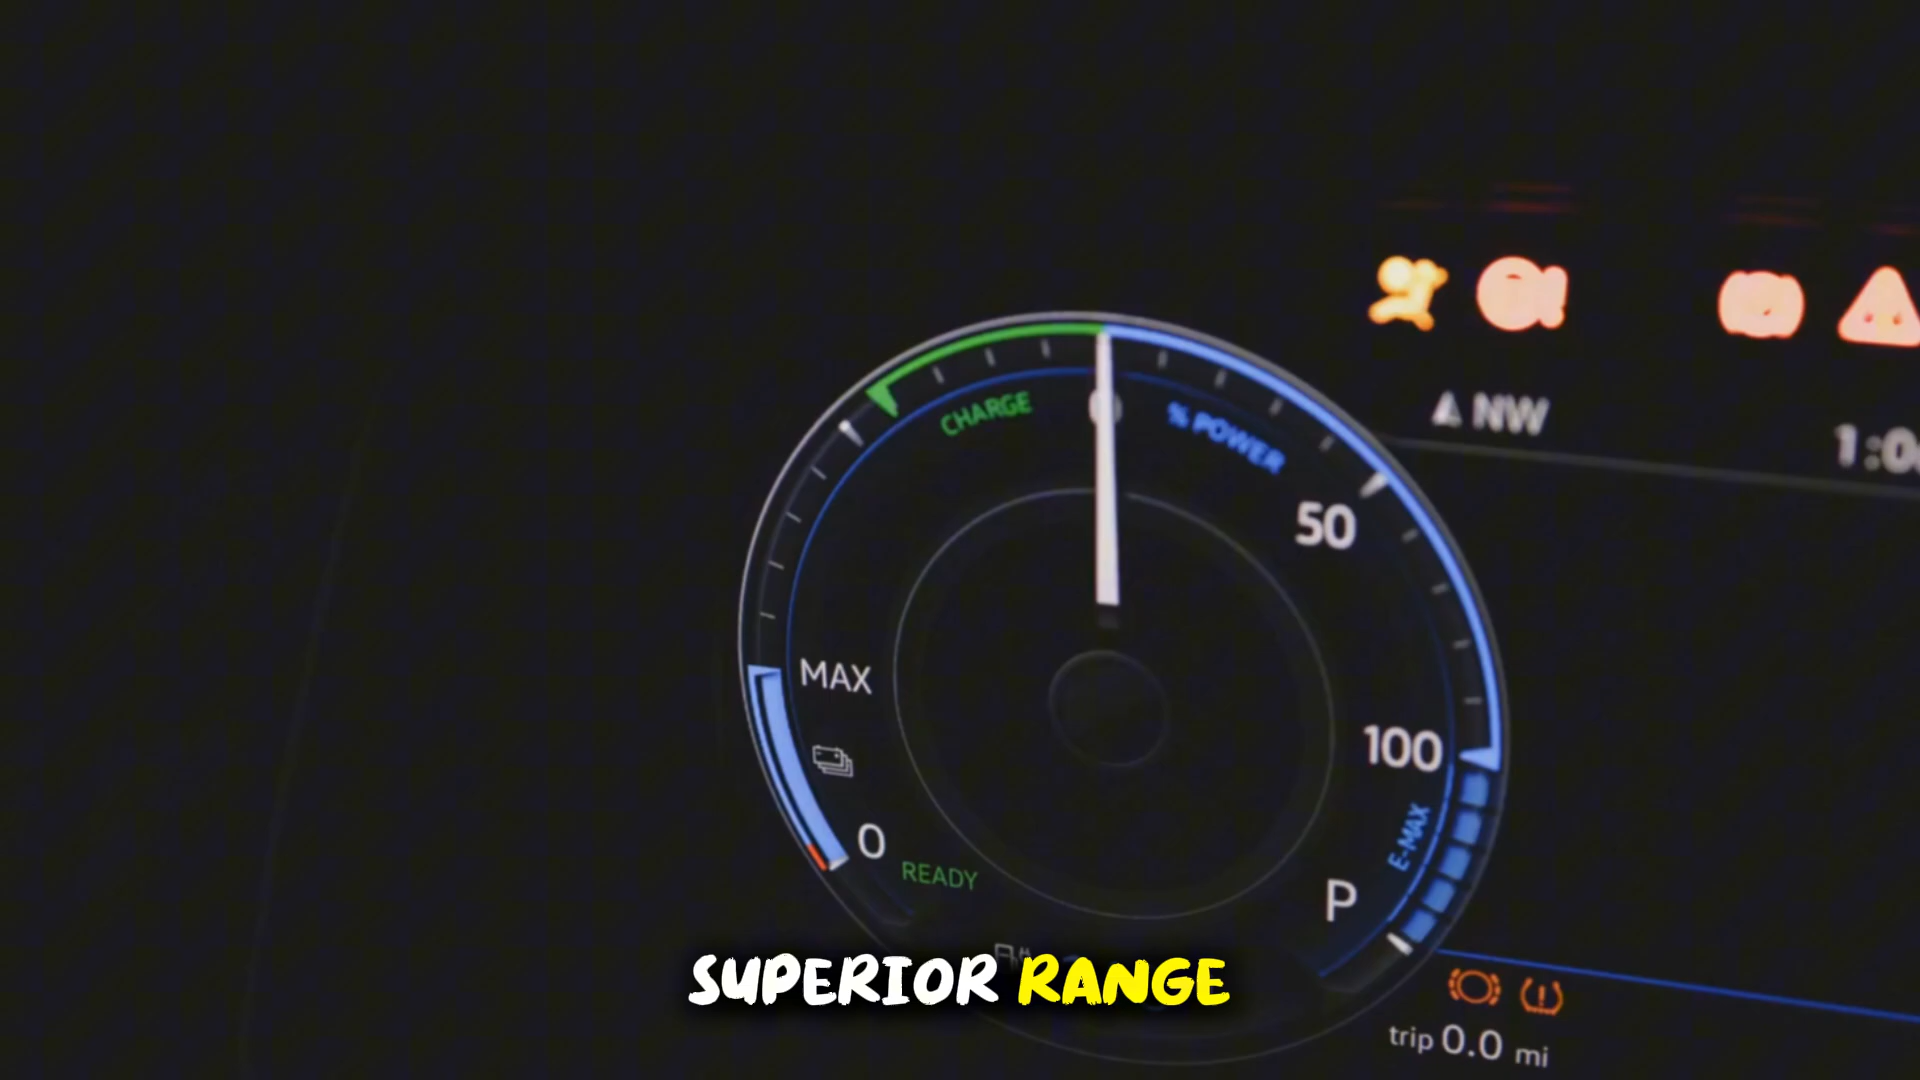 NW
CHARGE
% POWER
50
MAX
100
E-MAX
0
READY
P
SUPERIOR RANGE
trip 0.0 mi